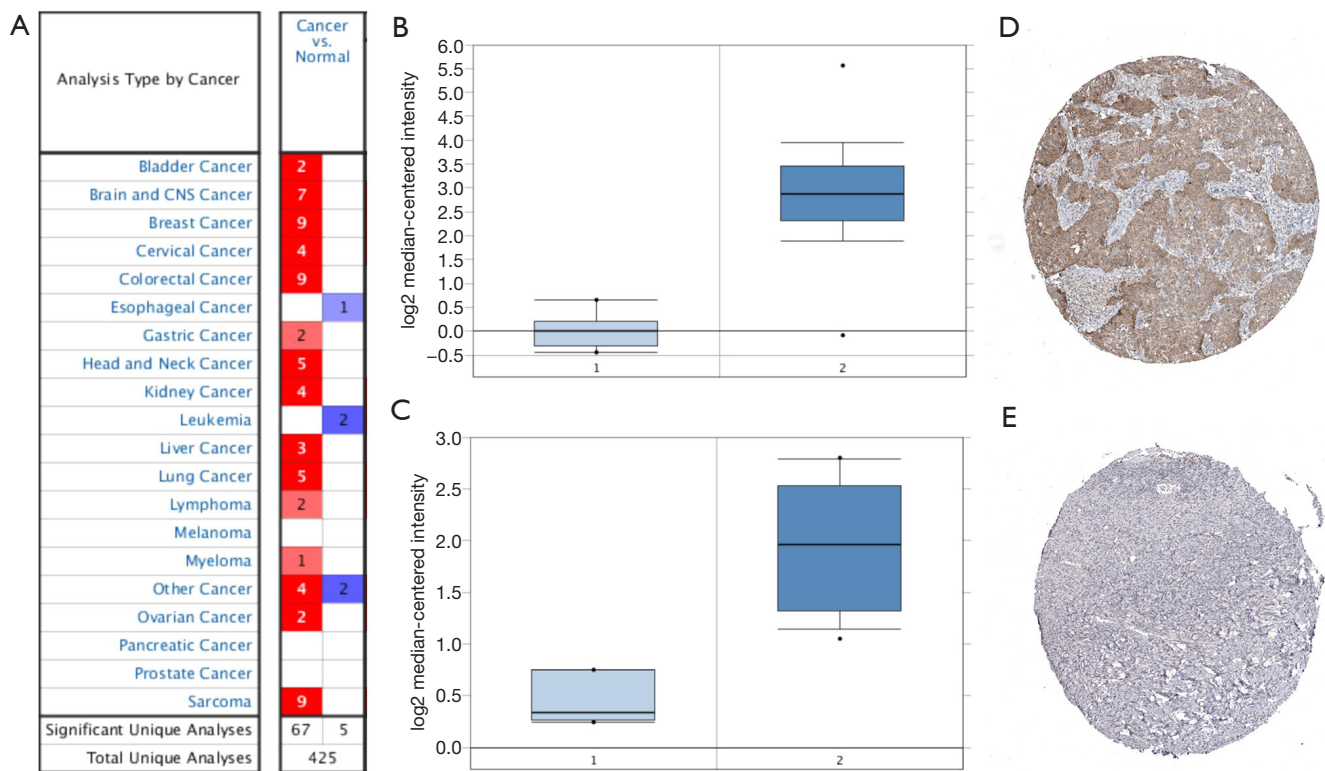 A
Analysis Type by Cancer
Cancer
vs.
Normal
Bladder Cancer 2
Brain and CNS Cancer 7
Breast Cancer 9
Cervical Cancer 4
Colorectal Cancer 9
Esophageal Cancer 1
Gastric Cancer 2
Head and Neck Cancer 5
Kidney Cancer 4
Leukemia 2
Liver Cancer 3
Lung Cancer 5
Lymphoma 2
Melanoma
Myeloma 1
Other Cancer 4 2
Ovarian Cancer 2
Pancreatic Cancer
Prostate Cancer
Sarcoma 9
Significant Unique Analyses 67 5
Total Unique Analyses 425
B
log2 median-centered intensity
6.0
5.5
5.0
4.5
4.0
3.5
3.0
2.5
2.0
1.5
1.0
0.5
0.0
−0.5
1 2
C
log2 median-centered intensity
3.0
2.5
2.0
1.5
1.0
0.5
0.0
1 2
D
E